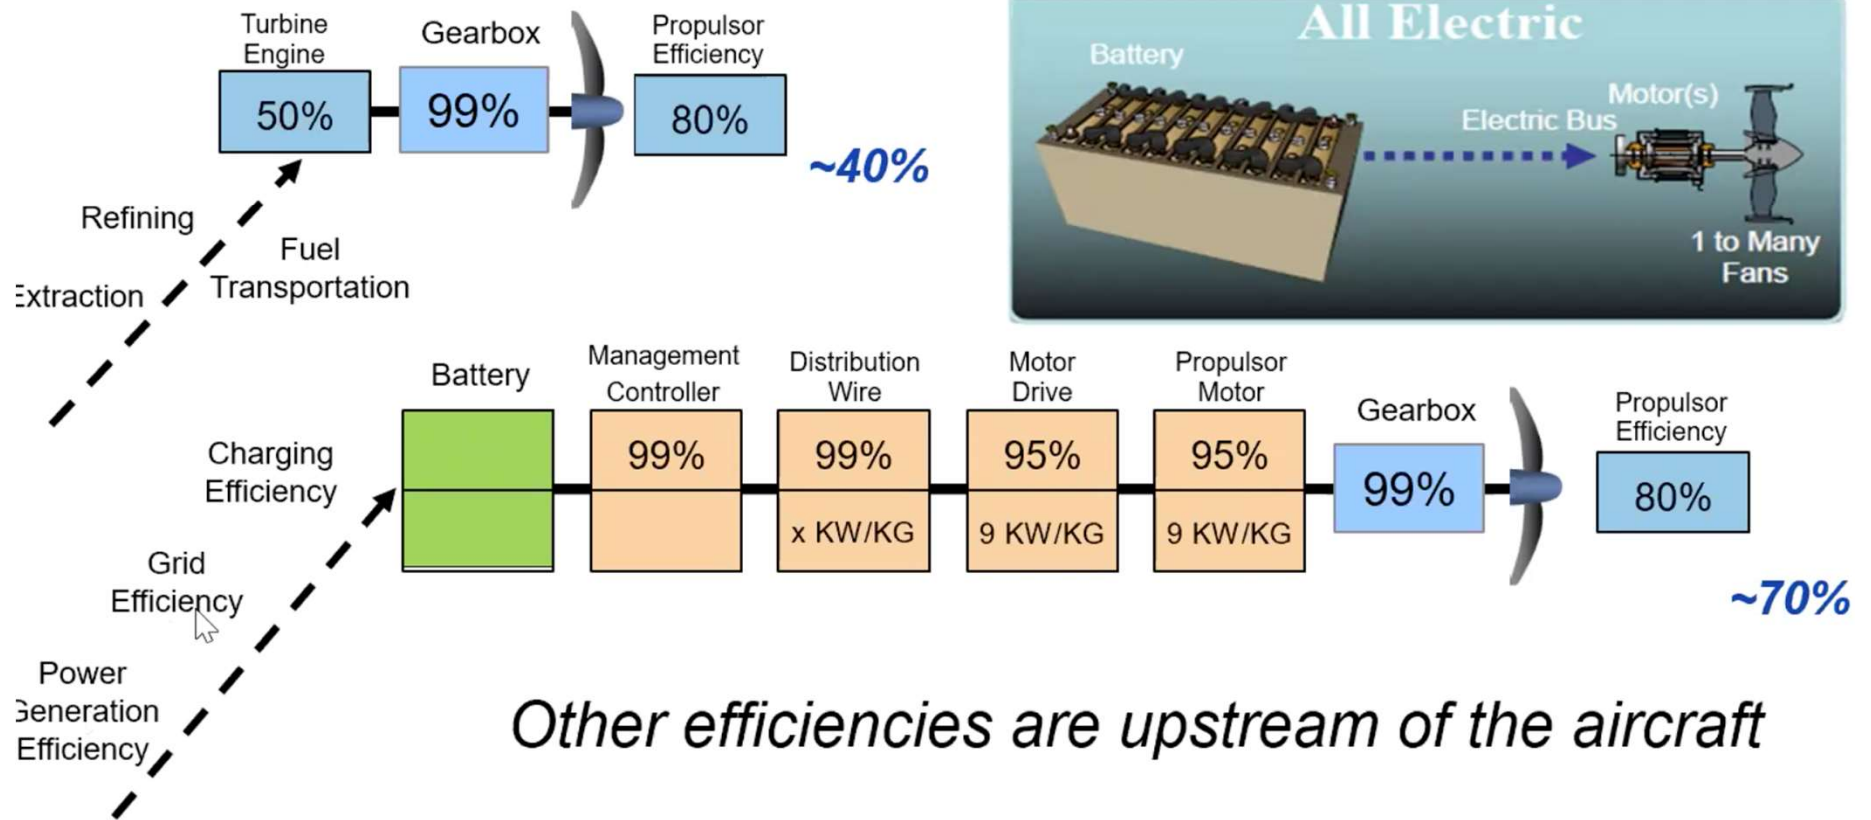 Turbine
Engine
50%
Gearbox
99%
Propulsor
Efficiency
80%
~40%
Refining
Fuel
Transportation
Extraction
All Electric
Battery
Electric Bus
Motor(s)
1 to Many
Fans
Battery
Management
Controller
99%
Distribution
Wire
99%
x KW/KG
Motor
Drive
95%
9 KW/KG
Propulsor
Motor
95%
9 KW/KG
Gearbox
99%
Propulsor
Efficiency
80%
~70%
Charging
Efficiency
Grid
Efficiency
Power
Generation
Efficiency
Other efficiencies are upstream of the aircraft